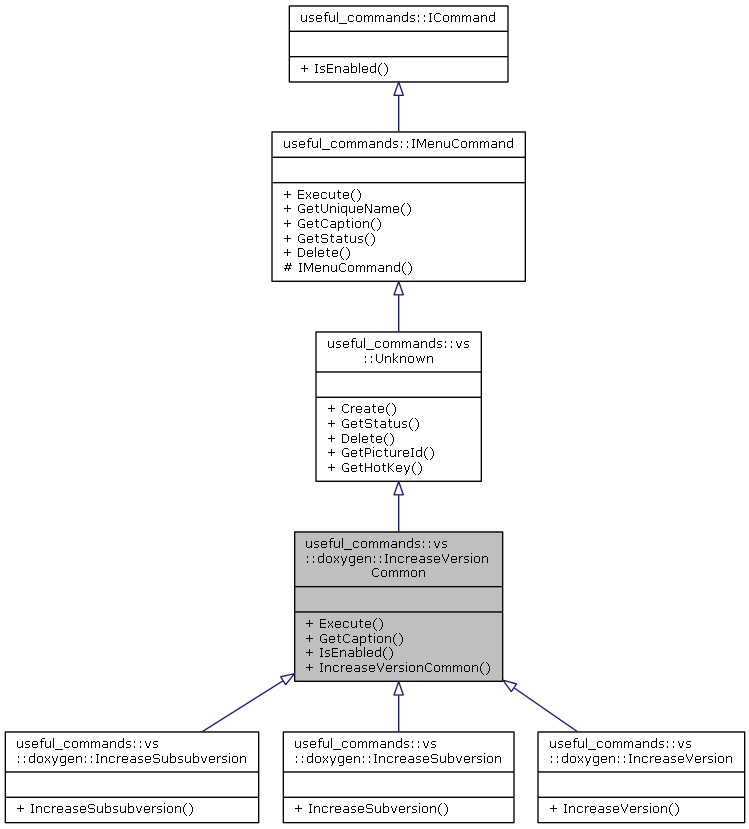 useful_commands::ICommand
+ IsEnabled()
useful_commands::IMenuCommand
+ Execute()
+ GetUniqueName()
+ GetCaption()
+ GetStatus()
+ Delete()
# IMenuCommand()
useful_commands::vs
::Unknown
+ Create()
+ GetStatus()
+ Delete()
+ GetPictureId()
+ GetHotKey()
useful_commands::vs
::doxygen::IncreaseVersion
Common
+ Execute()
+ GetCaption()
+ IsEnabled()
+ IncreaseVersionCommon()
useful_commands::vs
::doxygen::IncreaseSubsubversion
+ IncreaseSubsubversion()
useful_commands::vs
::doxygen::IncreaseSubversion
+ IncreaseSubversion()
useful_commands::vs
::doxygen::IncreaseVersion
+ IncreaseVersion()